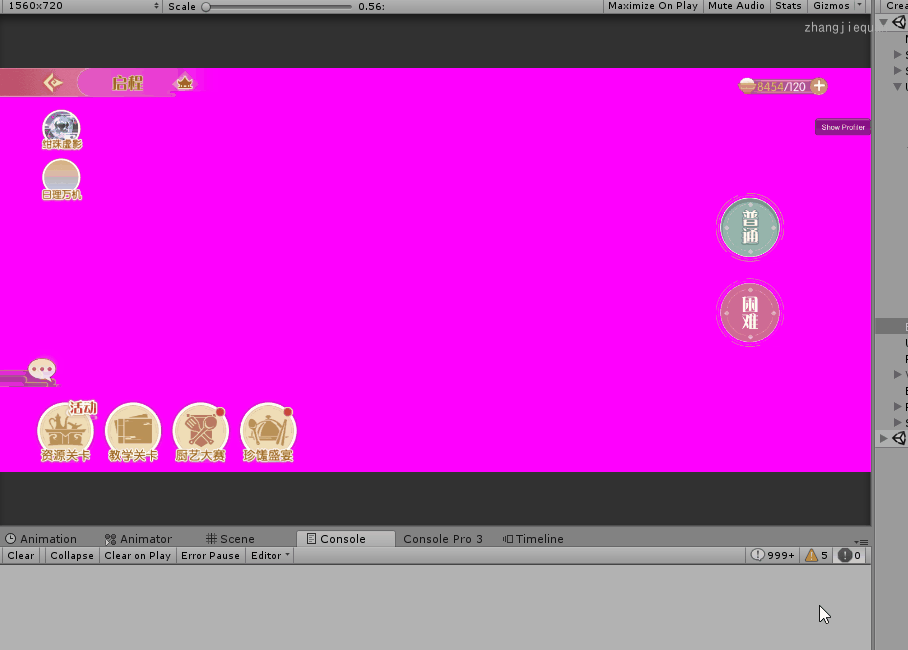 1560x720 Scale 0.56: Maximize On Play Mute Audio Stats Gizmos Crea
zhangjiequ
启程
8454/120
Show Profiler
绀珠虚影
日理万机
普通
困难
活动
资源关卡 教学关卡 厨艺大赛 珍馐盛宴
Animation Animator Scene Console Console Pro 3 Timeline
Clear Collapse Clear on Play Error Pause Editor 999+ 5 0